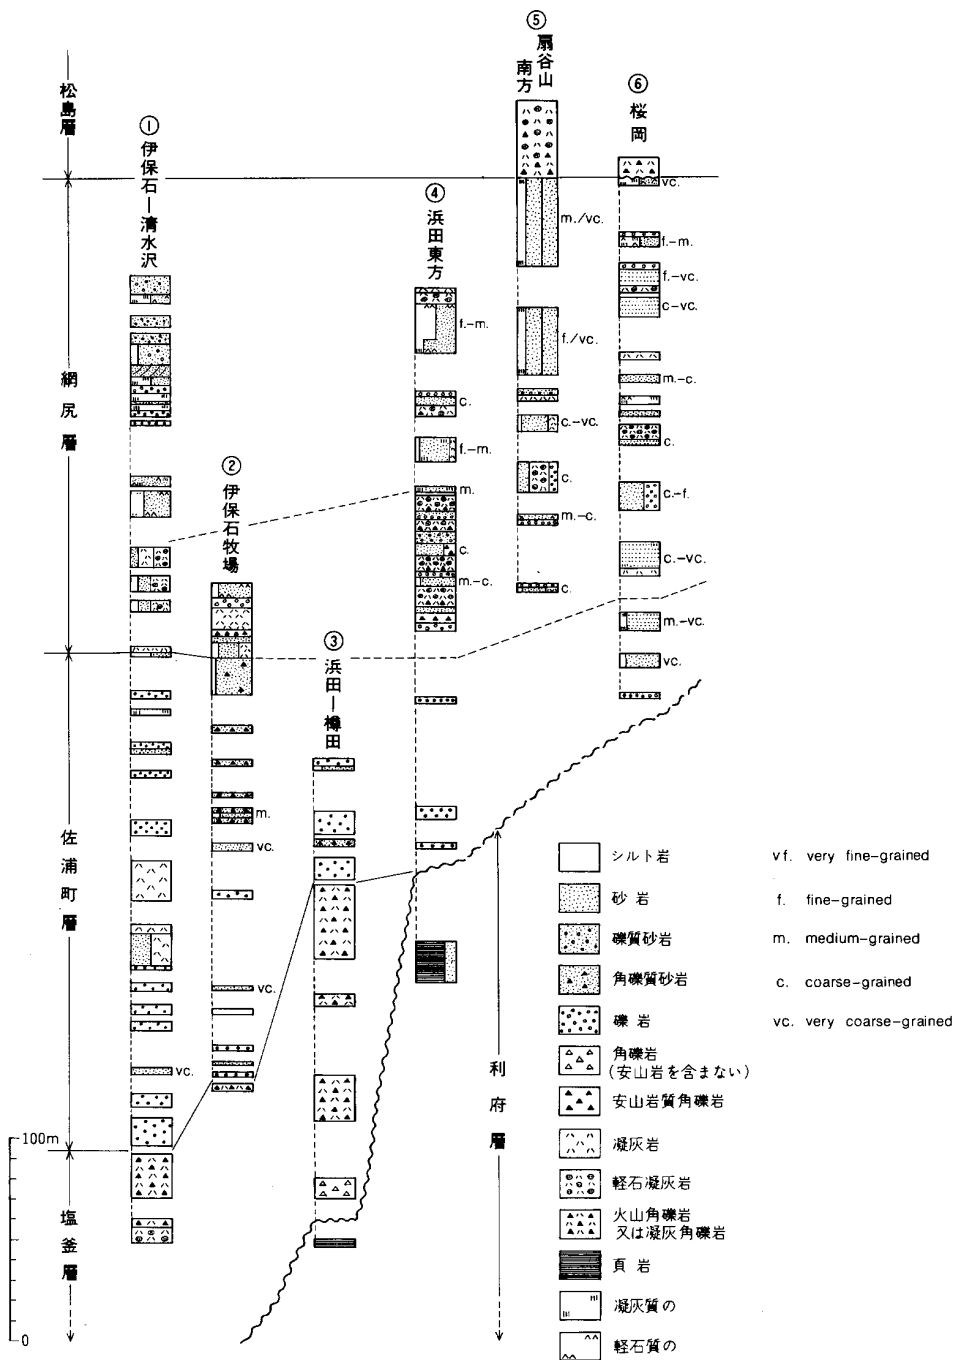 ⑤
扇谷山
南方
⑥
桜岡
①
伊保石—清水沢
④
浜田東方
②
伊保石牧場
③
浜田—樽田
松島層
網尻層
佐浦町層
塩釜層
利府層
vc.
m./vc.
f.-m.
f.-vc.
c-vc.
f.-m.
f./vc.
m.-c.
c.
c.-vc.
c.
f.-m.
c.
c.-f.
m.
m.-c.
c.
c.-vc.
m.-c.
c.
m.-vc.
vc.
m.
vc.
vc.
vc.
100m
0
シルト岩
砂岩
礫質砂岩
角礫質砂岩
礫岩
角礫岩
(安山岩を含まない)
安山岩質角礫岩
凝灰岩
軽石凝灰岩
火山角礫岩
又は凝灰角礫岩
頁岩
凝灰質の
軽石質の
vf. very fine-grained
f. fine-grained
m. medium-grained
c. coarse-grained
vc. very coarse-grained